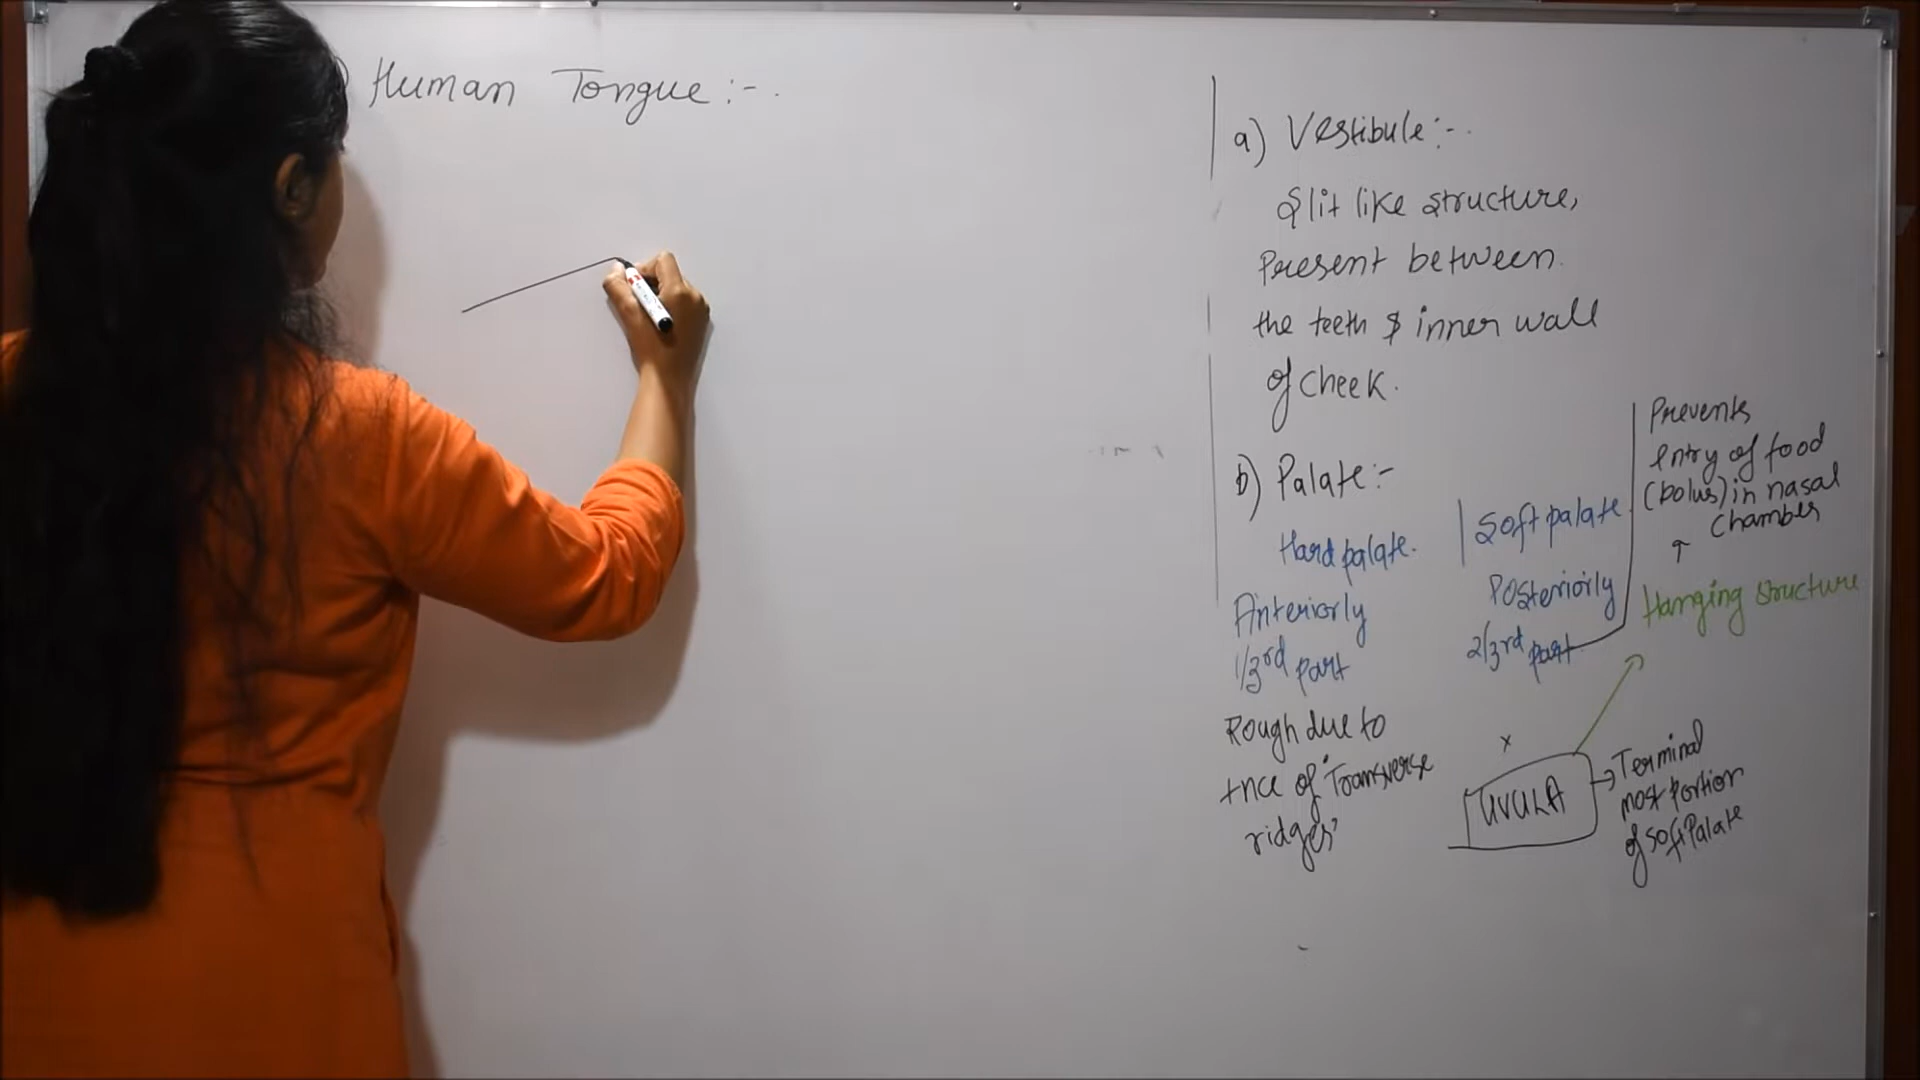 Human Tongue :-
a) Vestibule :-
Slit like structure,
Present between
the teeth & inner wall
of cheek.
b) Palate :-
Hard palate.
Anteriorly
1/3rd part
Rough due to
+nce of "Transverse
ridges"
Soft palate
Posteriorly
2/3rd part
Prevents
entry of food
(bolus) in nasal
chamber
↑
Hanging structure
x
UVULA → Terminal
most portion
of soft Palate